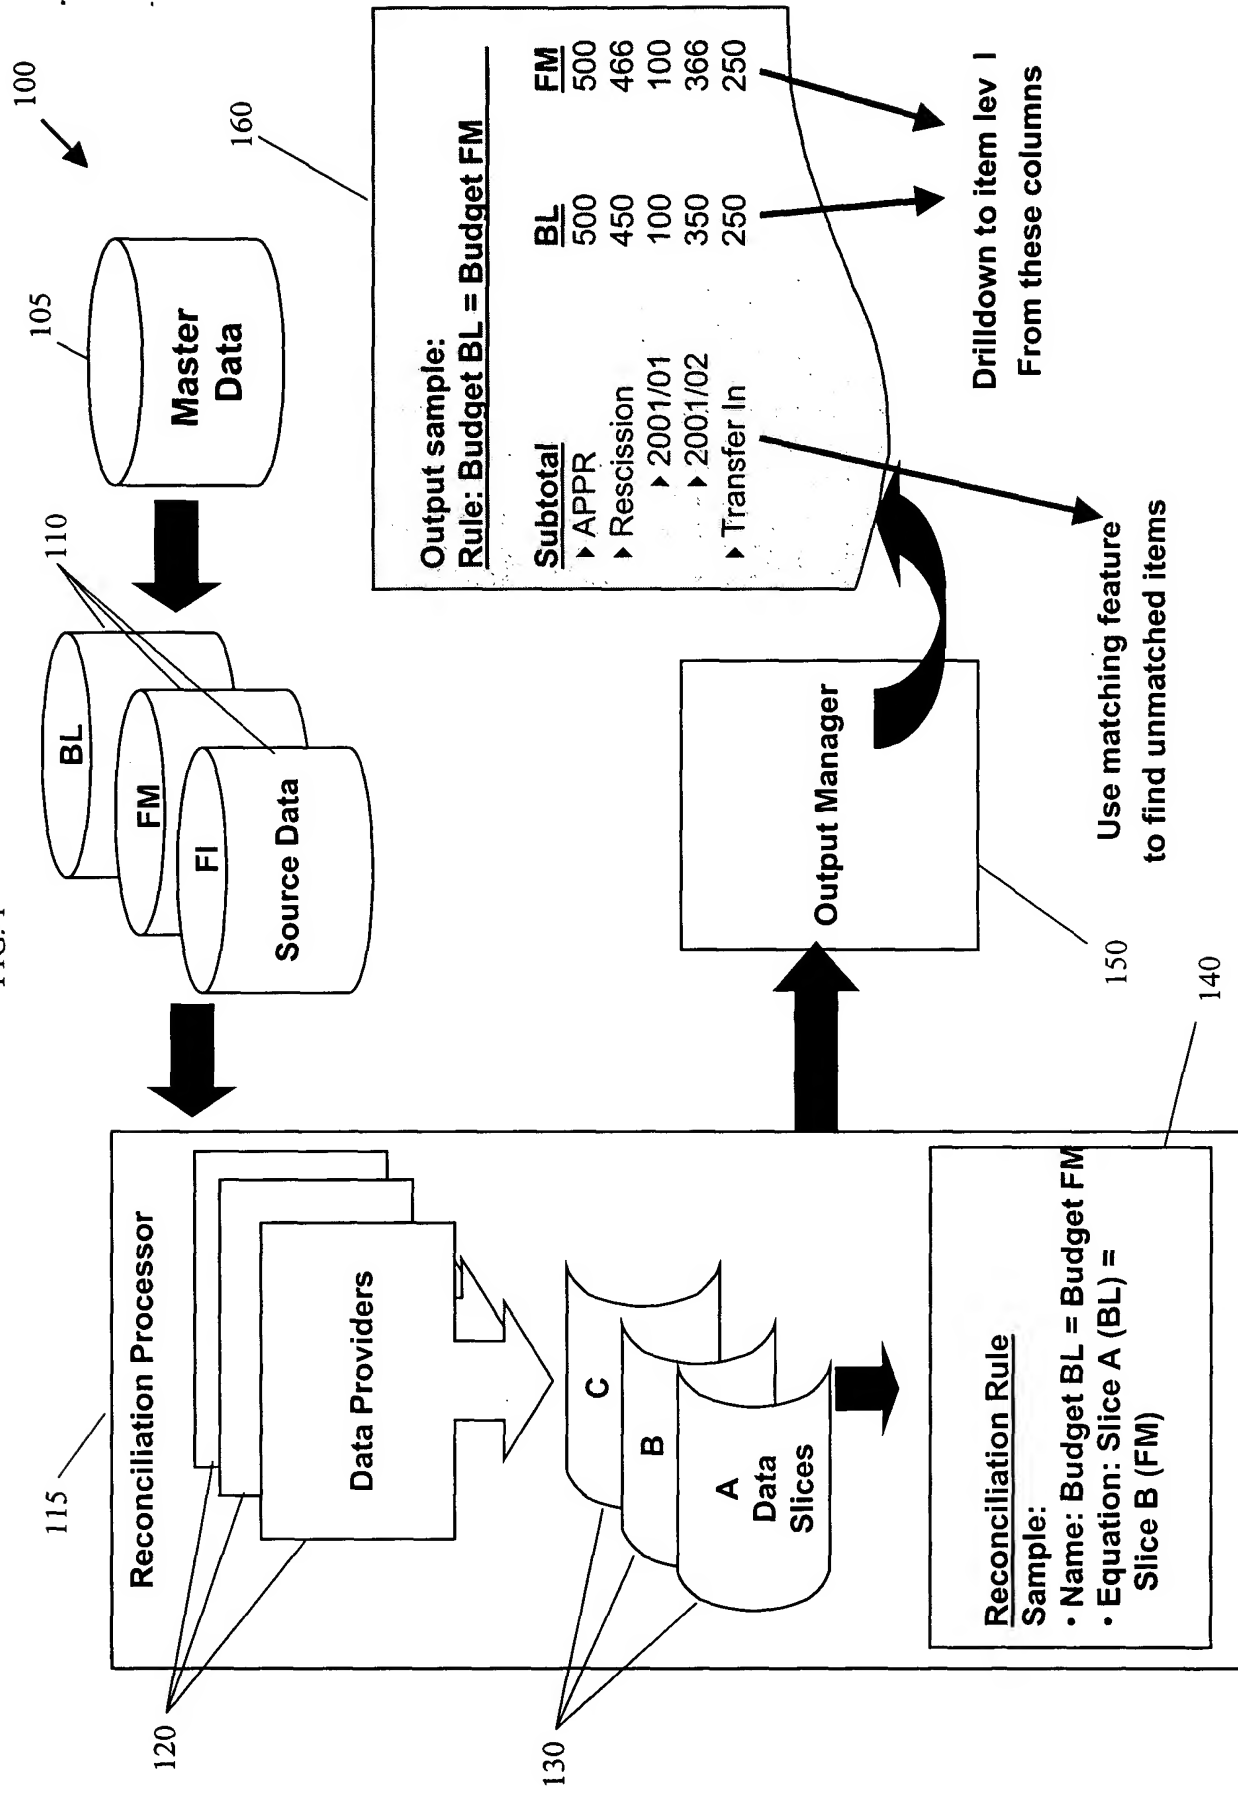 FIG. 1
100
105
Master
Data
110
BL
FM
FI
Source Data
115
Reconciliation Processor
120
Data Providers
130
C
B
A
Data
Slices
Reconciliation Rule
Sample:
• Name: Budget BL = Budget FM
• Equation: Slice A (BL) =
Slice B (FM)
140
Output Manager
150
160
Output sample:
Rule: Budget BL = Budget FM
Subtotal BL FM
▸ APPR 500 500
▸ Rescission 450 466
▸ 2001/01 100 100
▸ 2001/02 350 366
▸ Transfer In 250 250
Drilldown to item lev l
From these columns
Use matching feature
to find unmatched items